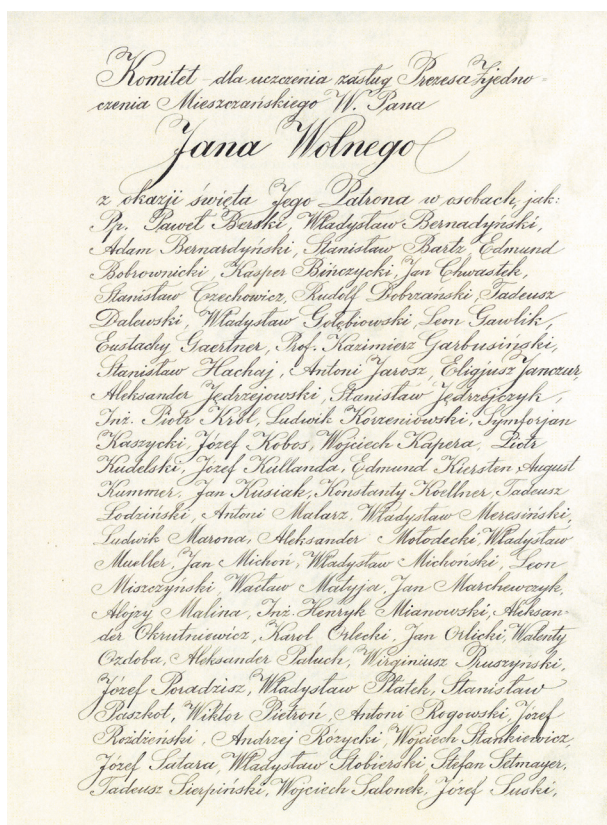 Komitet dla uczczenia zasług Prezesa Zjedno-
czenia Mieszczańskiego W. Pana
Jana Wolnego
z okazji święta Jego Patrona w osobach, jak:
Pp. Paweł Berski, Władysław Bernadyński,
Adam Bernardyński, Stanisław Bartz, Edmund
Bobrownicki, Kasper Bińczycki, Jan Chwastek,
Stanisław Czechowicz, Rudolf Dobrzański, Tadeusz
Dalewski, Władysław Gołębiowski, Leon Gawlik,
Eustachy Gaertner, Prof. Kazimierz Garbusiński,
Stanisław Hachaj, Antoni Jarosz, Eligjusz Janczur,
Aleksander Jędrzejowski, Stanisław Jędrzejczyk,
Inż. Piotr Król, Ludwik Korzeniowski, Symforjan
Kaszycki, Józef Kobos, Wojciech Kapera, Piotr
Kudelski, Józef Kullanda, Edmund Kiersten, August
Kummer, Jan Kusiak, Konstanty Koellner, Tadeusz
Łodziński, Antoni Malarz, Władysław Meresiński,
Ludwik Marona, Aleksander Mołodecki, Władysław
Mueller, Jan Michoń, Władysław Michoński, Leon
Miszczyński, Wacław Matyja, Jan Marchewczyk,
Alojzy Malina, Inż. Henryk Mianowski, Aleksan-
der Okrutniewicz, Karol Orlecki, Jan Orlicki, Walenty
Ozdoba, Aleksander Paluch, Wirginiusz Pruszyński,
Józef Poradzisz, Władysław Płatek, Stanisław
Paszkot, Wiktor Pietroń, Antoni Rogowski, Józef
Roździeński, Andrzej Różycki, Wojciech Stankiewicz,
Józef Satara, Władysław Stobierski, Stefan Setmayer,
Tadeusz Sierpiński, Wojciech Salonek, Józef Suski,